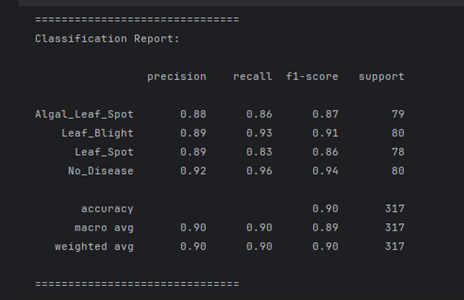 ===============================
Classification Report:
precision recall f1-score support
Algal_Leaf_Spot 0.88 0.86 0.87 79
Leaf_Blight 0.89 0.93 0.91 80
Leaf_Spot 0.89 0.83 0.86 78
No_Disease 0.92 0.96 0.94 80
accuracy 0.90 317
macro avg 0.90 0.90 0.89 317
weighted avg 0.90 0.90 0.90 317
===============================